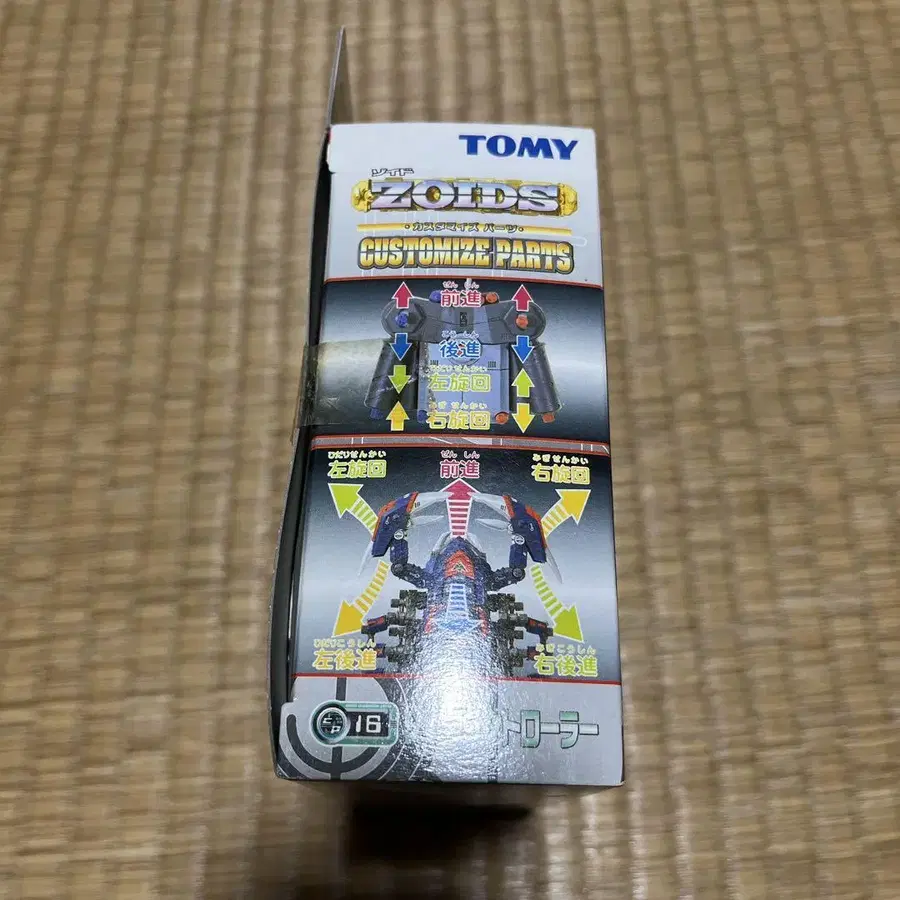 TOMY
ゾイド
ZOIDS
・カスタマイズ パーツ・
CUSTOMIZE PARTS
ぜん しん
前進
こう しん
後進
ひだりせんかい
左旋回
みぎ せんかい
右旋回
ひだりせんかい
左旋回
ぜん しん
前進
みぎせんかい
右旋回
ひだりこうしん
左後進
みぎこうしん
右後進
CP 16
トローラー